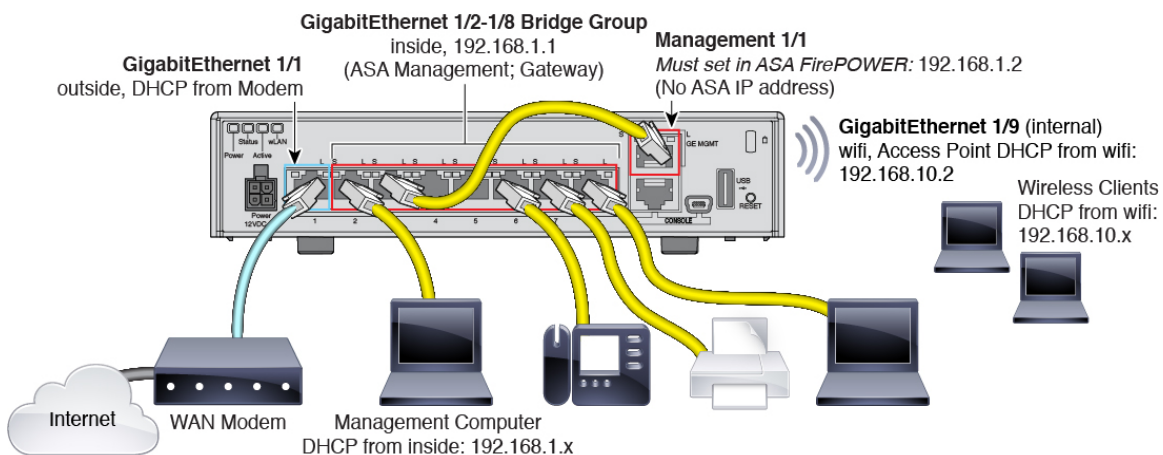 GigabitEthernet 1/2-1/8 Bridge Group
inside, 192.168.1.1
(ASA Management; Gateway)
GigabitEthernet 1/1
outside, DHCP from Modem
Management 1/1
Must set in ASA FirePOWER: 192.168.1.2
(No ASA IP address)
GigabitEthernet 1/9 (internal)
wifi, Access Point DHCP from wifi:
192.168.10.2
Wireless Clients
DHCP from wifi:
192.168.10.x
Status wLAN
Power Active
L S L S L S L S L S L S L
S L
GE MGMT
USB
RESET
CONSOLE
Power
12VDC
1 2 4 5 6 7
Internet
WAN Modem
Management Computer
DHCP from inside: 192.168.1.x